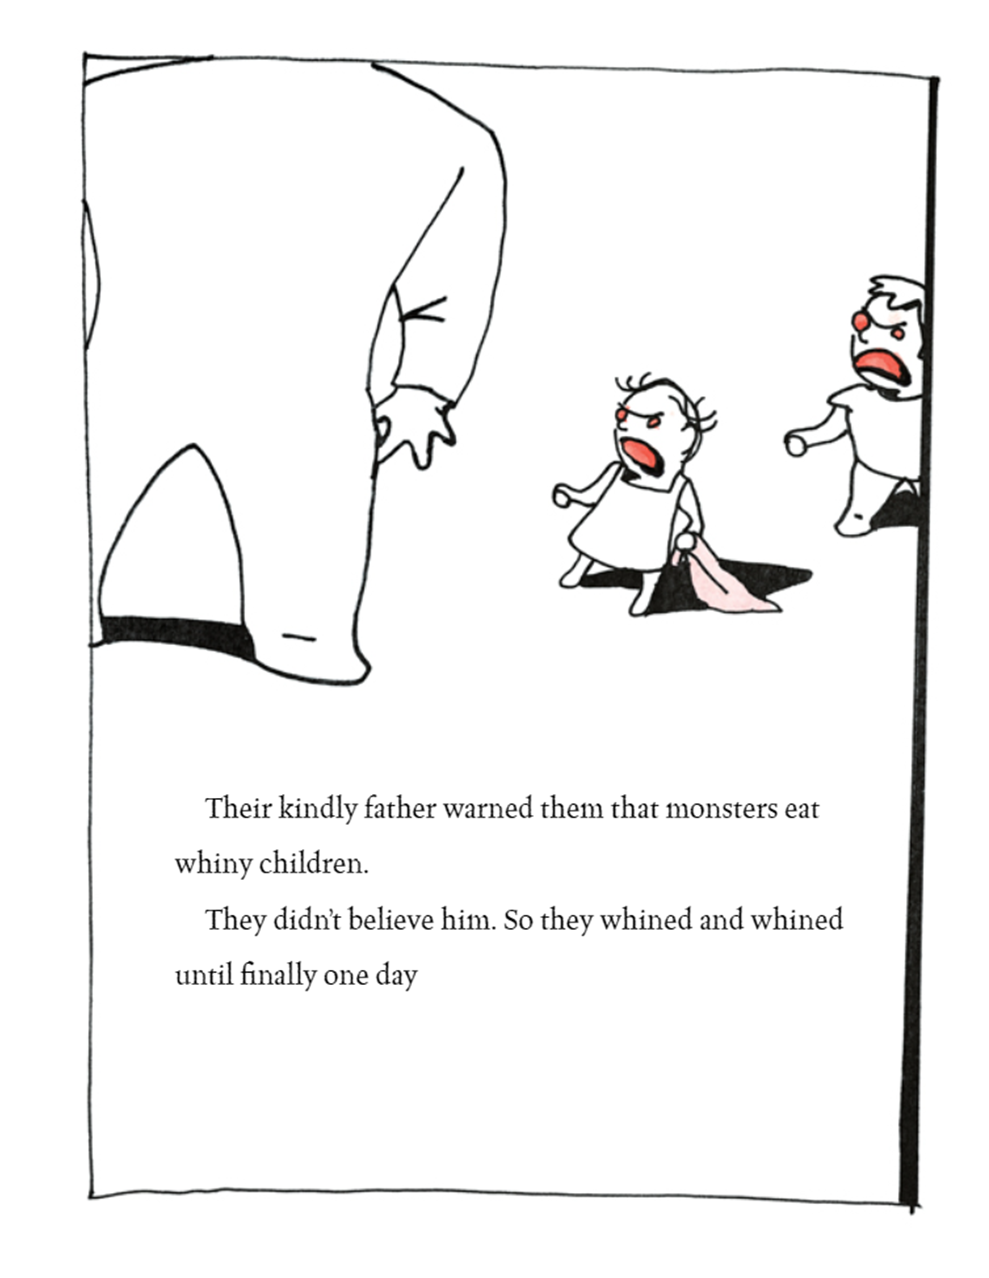 Their kindly father warned them that monsters eat
whiny children.
They didn't believe him. So they whined and whined
until finally one day